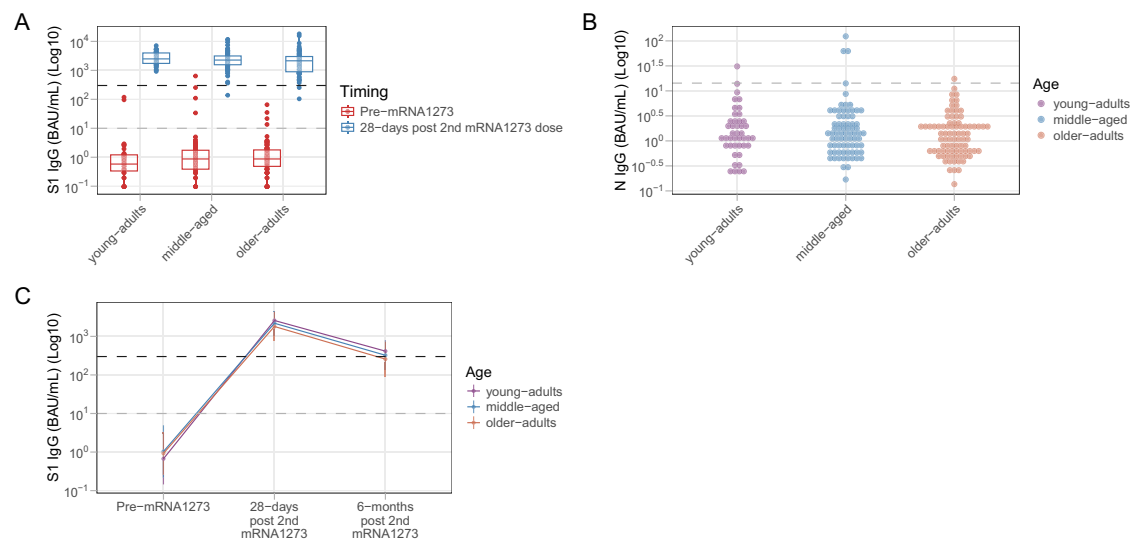 A
S1 IgG (BAU/mL) (Log10)
10^4
10^3
10^2
10^1
10^0
10^−1
young−adults
middle−aged
older−adults
Timing
Pre−mRNA1273
28−days post 2nd mRNA1273 dose
B
N IgG (BAU/mL) (Log10)
10^2
10^1.5
10^1
10^0.5
10^0
10^−0.5
10^−1
young−adults
middle−aged
older−adults
Age
young−adults
middle−aged
older−adults
C
S1 IgG (BAU/mL) (Log10)
10^3
10^2
10^1
10^0
10^−1
Pre−mRNA1273
28−days
post 2nd
mRNA1273
6−months
post 2nd
mRNA1273
Age
young−adults
middle−aged
older−adults